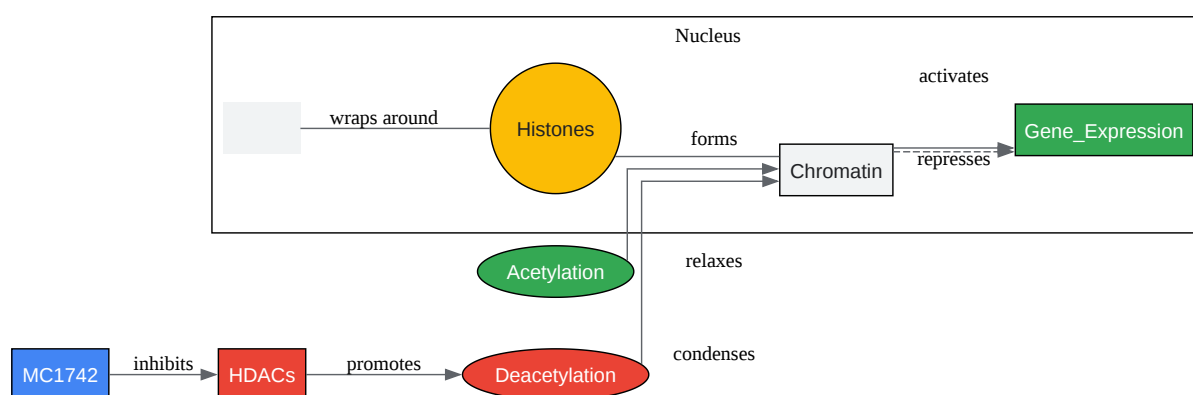 Nucleus
activates
wraps around
Histones
forms
Gene_Expression
represses
Chromatin
Acetylation
relaxes
MC1742
inhibits
HDACs
promotes
Deacetylation
condenses